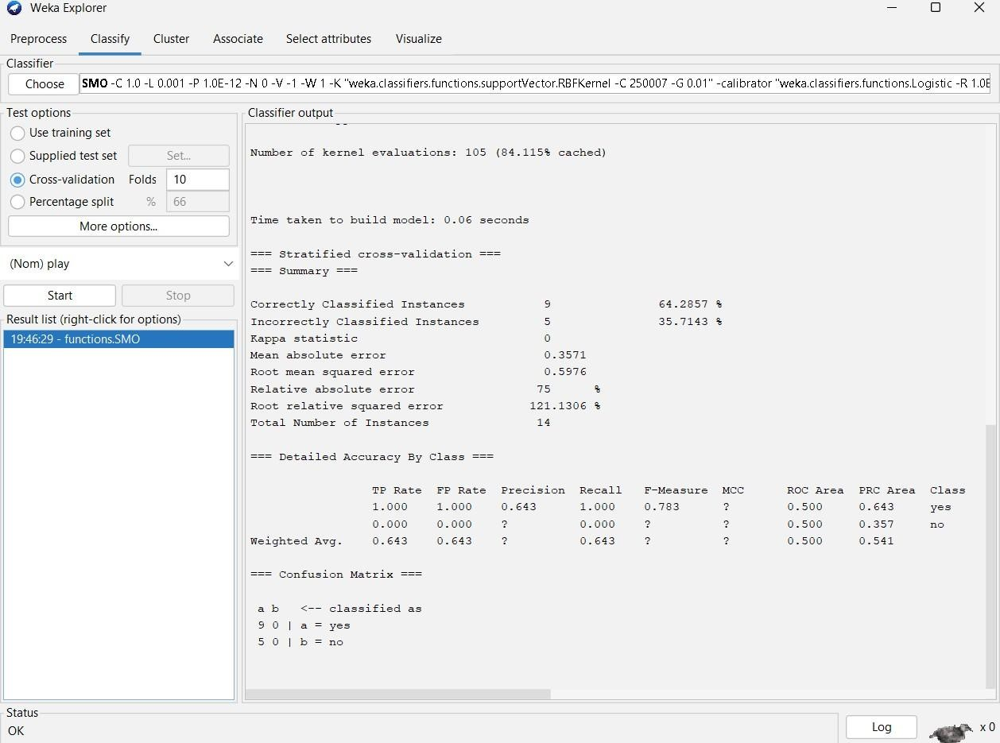 Weka Explorer
Preprocess Classify Cluster Associate Select attributes Visualize
Classifier
Choose SMO -C 1.0 -L 0.001 -P 1.0E-12 -N 0 -V -1 -W 1 -K "weka.classifiers.functions.supportVector.RBFKernel -C 250007 -G 0.01" -calibrator "weka.classifiers.functions.Logistic -R 1.0E
Test options
Use training set
Supplied test set Set...
Cross-validation Folds 10
Percentage split % 66
More options...
(Nom) play
Start Stop
Result list (right-click for options)
19:46:29 - functions.SMO
Classifier output
Number of kernel evaluations: 105 (84.115% cached)
Time taken to build model: 0.06 seconds
=== Stratified cross-validation ===
=== Summary ===
Correctly Classified Instances 9 64.2857 %
Incorrectly Classified Instances 5 35.7143 %
Kappa statistic 0
Mean absolute error 0.3571
Root mean squared error 0.5976
Relative absolute error 75 %
Root relative squared error 121.1306 %
Total Number of Instances 14
=== Detailed Accuracy By Class ===
TP Rate FP Rate Precision Recall F-Measure MCC ROC Area PRC Area Class
1.000 1.000 0.643 1.000 0.783 ? 0.500 0.643 yes
0.000 0.000 ? 0.000 ? ? 0.500 0.357 no
Weighted Avg. 0.643 0.643 ? 0.643 ? ? 0.500 0.541
=== Confusion Matrix ===
a b <-- classified as
9 0 | a = yes
5 0 | b = no
Status
OK
Log x 0